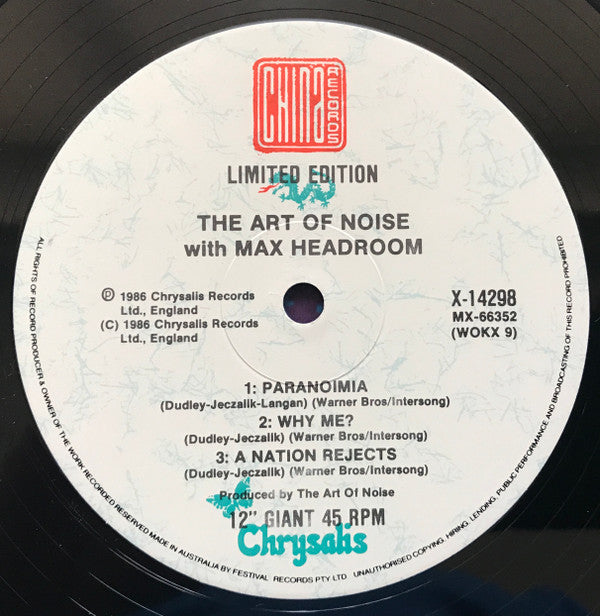 CHINA
RECORDS
LIMITED EDITION
THE ART OF NOISE
with MAX HEADROOM
℗ 1986 Chrysalis Records
Ltd., England
(C) 1986 Chrysalis Records
Ltd., England
X-14298
MX-66352
(WOKX 9)
1: PARANOIMIA
(Dudley-Jeczalik-Langan) (Warner Bros/Intersong)
2: WHY ME?
(Dudley-Jeczalik) (Warner Bros/Intersong)
3: A NATION REJECTS
(Dudley-Jeczalik) (Warner Bros/Intersong)
Produced by The Art Of Noise
12" GIANT 45 RPM
Chrysalis
ALL RIGHTS OF RECORD PRODUCER & OWNER OF THE WORK RECORDED RESERVED MADE IN AUSTRALIA BY FESTIVAL RECORDS PTY LTD. UNAUTHORISED COPYING, HIRING, LENDING, PUBLIC PERFORMANCE AND BROADCASTING OF THIS RECORD PROHIBITED